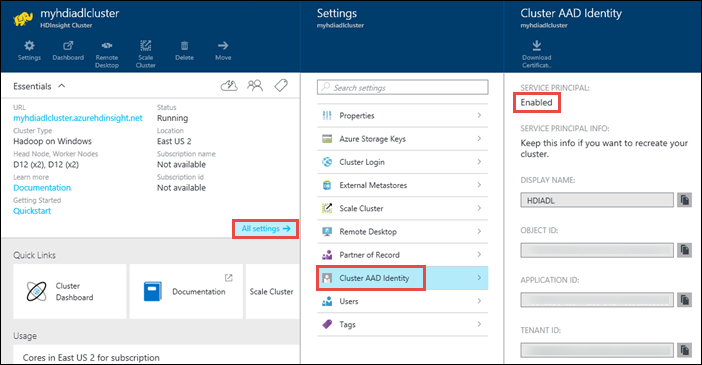 myhdiadlcluster
HDInsight Cluster
Settings
Dashboard
Remote
Desktop
Scale
Cluster
Delete
Move
Essentials
URL
myhdiadlcluster.azurehdinsight.net
Cluster Type
Hadoop on Windows
Head Node, Worker Nodes
D12 (x2), D12 (x2)
Learn more
Documentation
Getting Started
Quickstart
Status
Running
Location
East US 2
Subscription name
Not available
Subscription id
Not available
All settings →
Quick Links
Cluster
Dashboard
Documentation
Scale Cluster
Usage
Cores in East US 2 for subscription
Settings
myhdiadlcluster
Search settings
Properties
Azure Storage Keys
Cluster Login
External Metastores
Scale Cluster
Remote Desktop
Partner of Record
Cluster AAD Identity
Users
Tags
Cluster AAD Identity
myhdiadlcluster
Download
Certificat...
SERVICE PRINCIPAL:
Enabled
SERVICE PRINCIPAL INFO:
Keep this info if you want to recreate your
cluster.
DISPLAY NAME:
HDIADL
OBJECT ID:
APPLICATION ID:
TENANT ID: